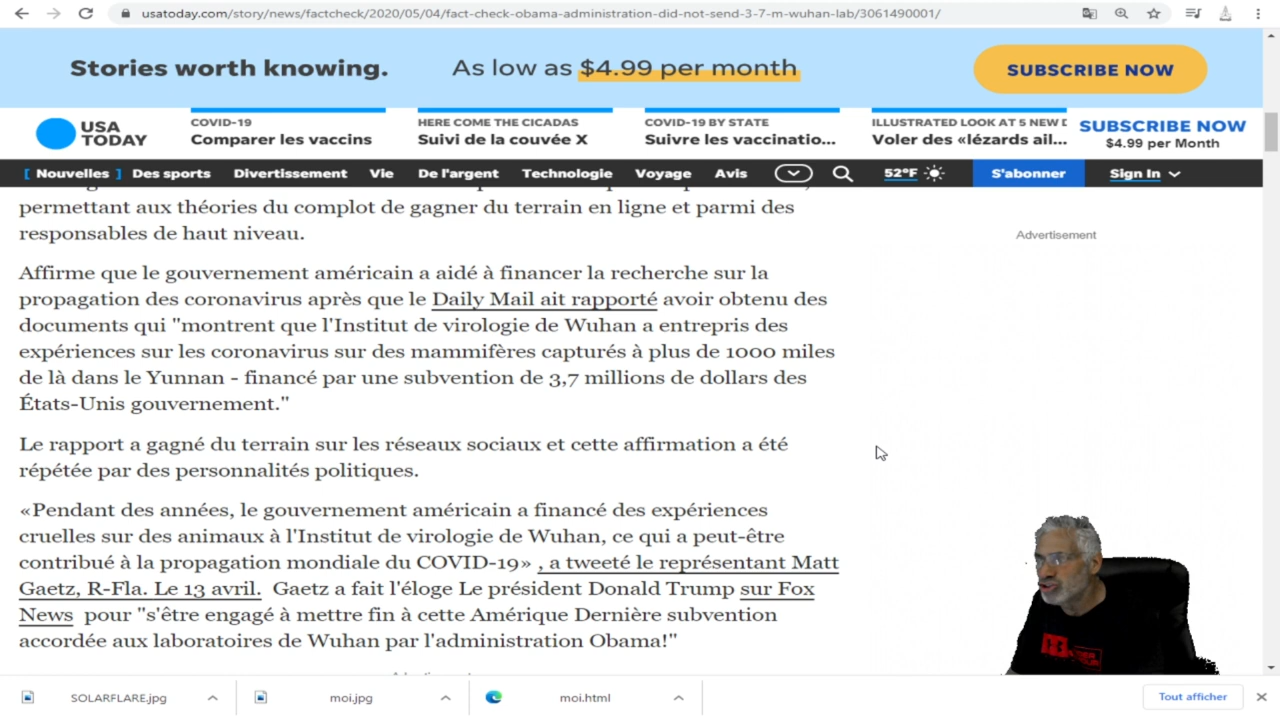 usatoday.com/story/news/factcheck/2020/05/04/fact-check-obama-administration-did-not-send-3-7-m-wuhan-lab/3061490001/
Stories worth knowing. As low as $4.99 per month SUBSCRIBE NOW
USA TODAY
COVID-19
Comparer les vaccins
HERE COME THE CICADAS
Suivi de la couvée X
COVID-19 BY STATE
Suivre les vaccinatio...
ILLUSTRATED LOOK AT 5 NEW
Voler des «lézards ail...
SUBSCRIBE NOW
$4.99 per Month
[ Nouvelles ] Des sports Divertissement Vie De l'argent Technologie Voyage Avis 52°F S'abonner Sign In
permettant aux théories du complot de gagner du terrain en ligne et parmi des
responsables de haut niveau.
Advertisement
Affirme que le gouvernement américain a aidé à financer la recherche sur la
propagation des coronavirus après que le Daily Mail ait rapporté avoir obtenu des
documents qui "montrent que l'Institut de virologie de Wuhan a entrepris des
expériences sur les coronavirus sur des mammifères capturés à plus de 1000 miles
de là dans le Yunnan - financé par une subvention de 3,7 millions de dollars des
États-Unis gouvernement."
Le rapport a gagné du terrain sur les réseaux sociaux et cette affirmation a été
répétée par des personnalités politiques.
«Pendant des années, le gouvernement américain a financé des expériences
cruelles sur des animaux à l'Institut de virologie de Wuhan, ce qui a peut-être
contribué à la propagation mondiale du COVID-19» , a tweeté le représentant Matt
Gaetz, R-Fla. Le 13 avril. Gaetz a fait l'éloge Le président Donald Trump sur Fox
News pour "s'être engagé à mettre fin à cette Amérique Dernière subvention
accordée aux laboratoires de Wuhan par l'administration Obama!"
SOLARFLARE.jpg moi.jpg moi.html Tout afficher